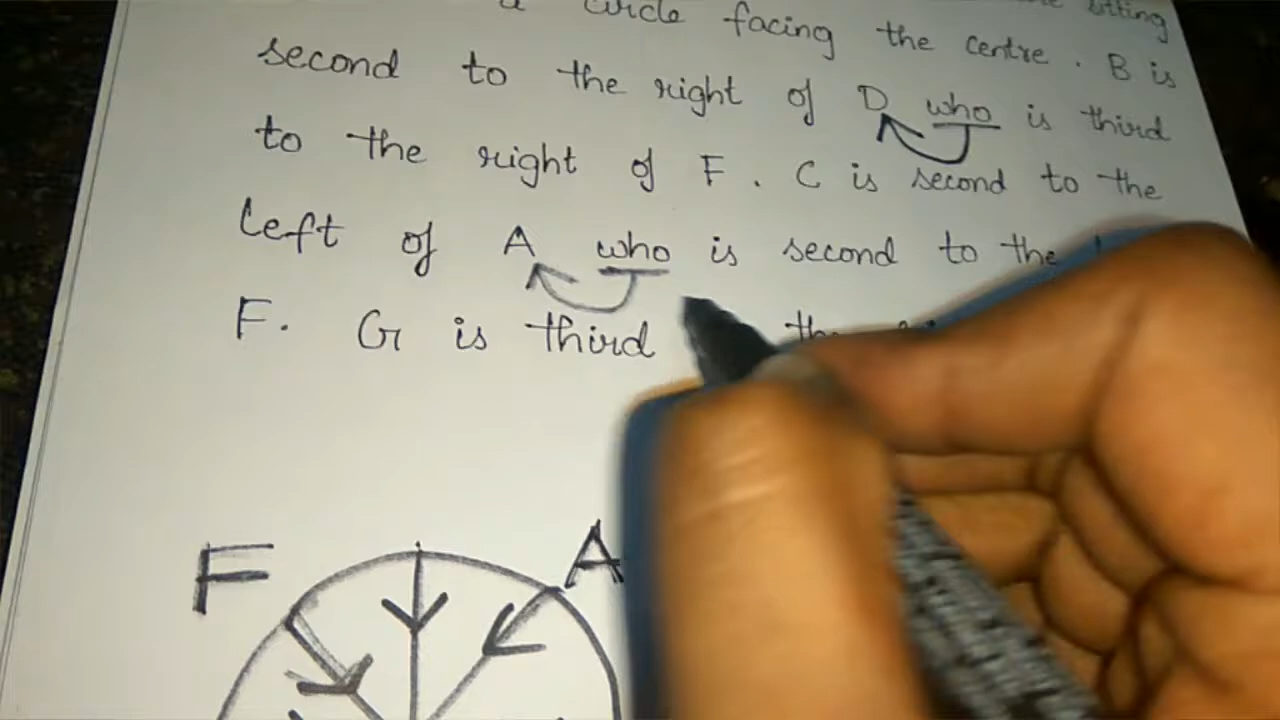 a circle facing the centre. B is
second to the right of D who is third
to the right of F. C is second to the
left of A who is second to the
F. G is third the
F A